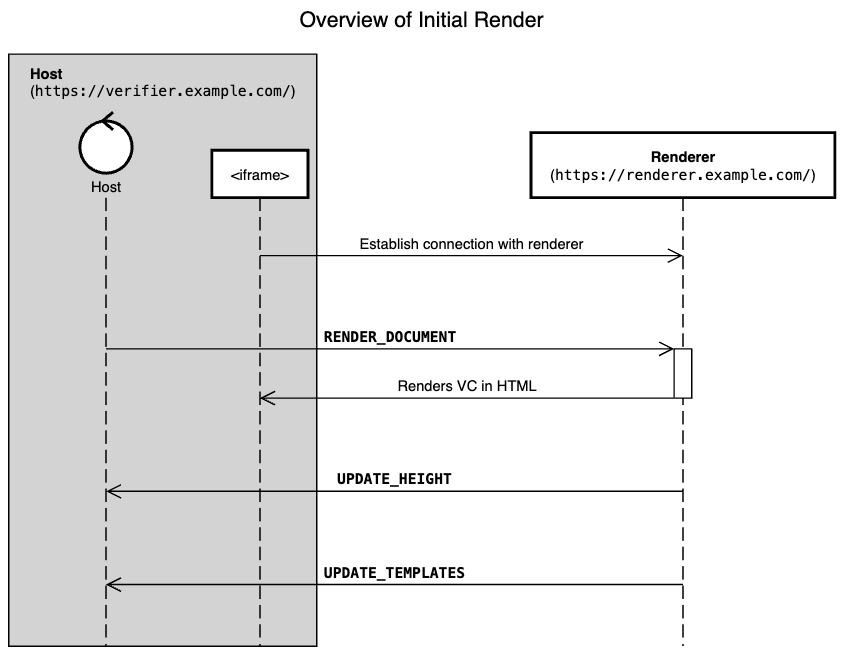 Overview of Initial Render
Host
(https://verifier.example.com/)
Host
<iframe>
Renderer
(https://renderer.example.com/)
Establish connection with renderer
RENDER_DOCUMENT
Renders VC in HTML
UPDATE_HEIGHT
UPDATE_TEMPLATES